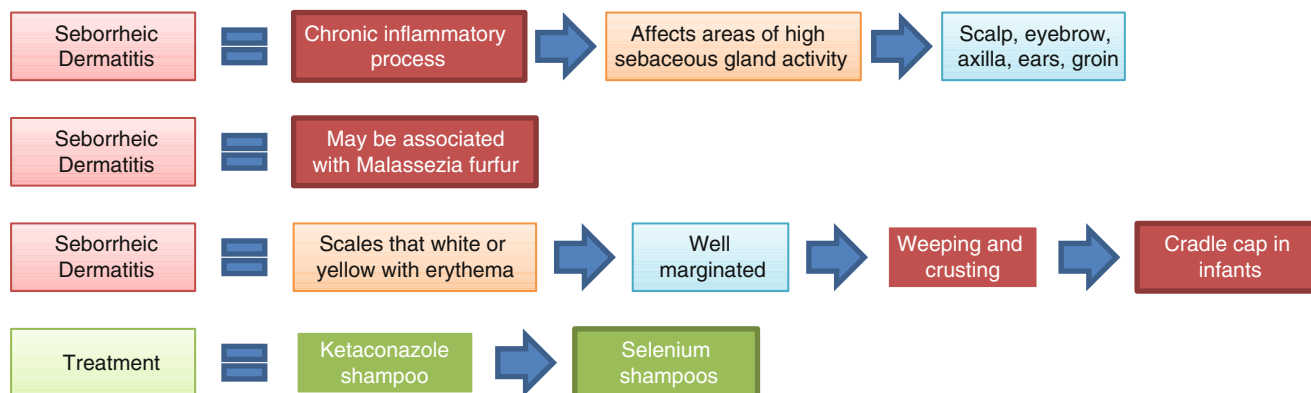 Seborrheic
Dermatitis
Chronic inflammatory
process
Affects areas of high
sebaceous gland activity
Scalp, eyebrow,
axilla, ears, groin
Seborrheic
Dermatitis
May be associated
with Malassezia furfur
Seborrheic
Dermatitis
Scales that white or
yellow with erythema
Well
marginated
Weeping and
crusting
Cradle cap in
infants
Treatment
Ketaconazole
shampoo
Selenium
shampoos